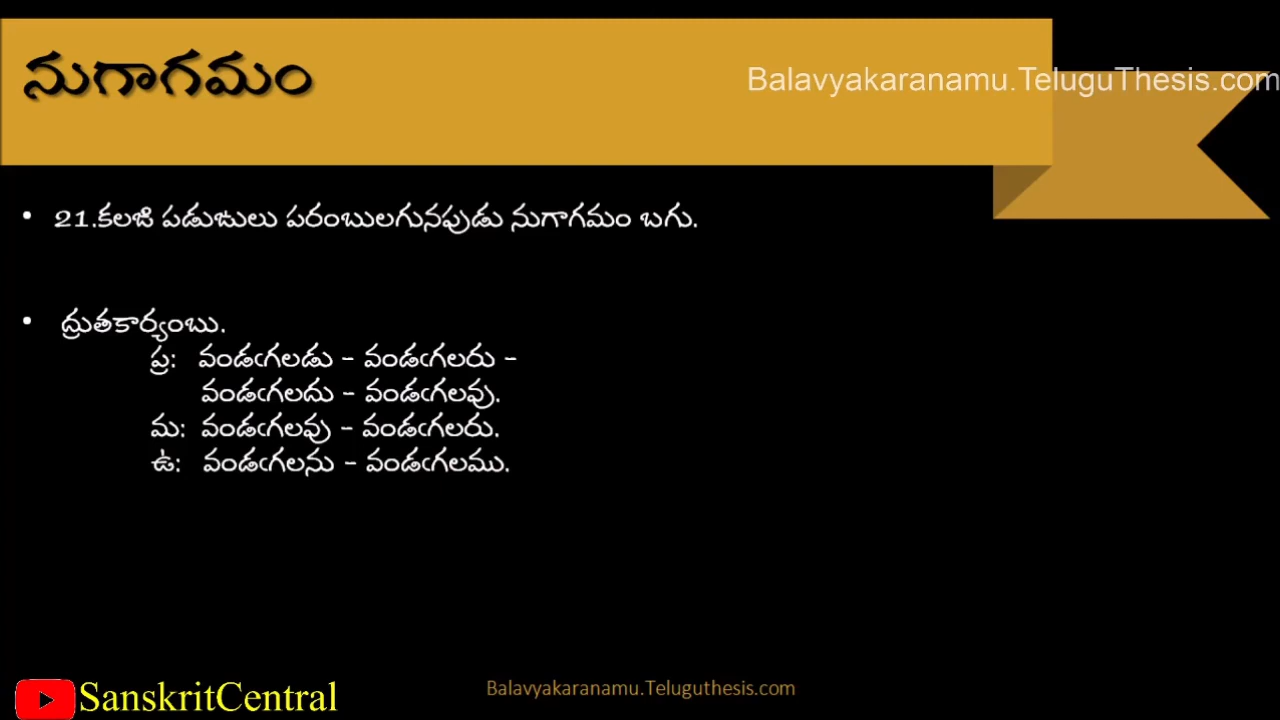 నుగాగమం
Balavyakaranamu.TeluguThesis.com
• 21.కలజి పడుఙులు పరంబులగునపుడు నుగాగమం బగు.
• ద్రుతకార్యంబు.
ప్ర: వండఁగలడు - వండఁగలరు -
వండఁగలదు - వండఁగలవు.
మ: వండఁగలవు - వండఁగలరు.
ఉ: వండఁగలను - వండఁగలము.
SanskritCentral
Balavyakaranamu.Teluguthesis.com